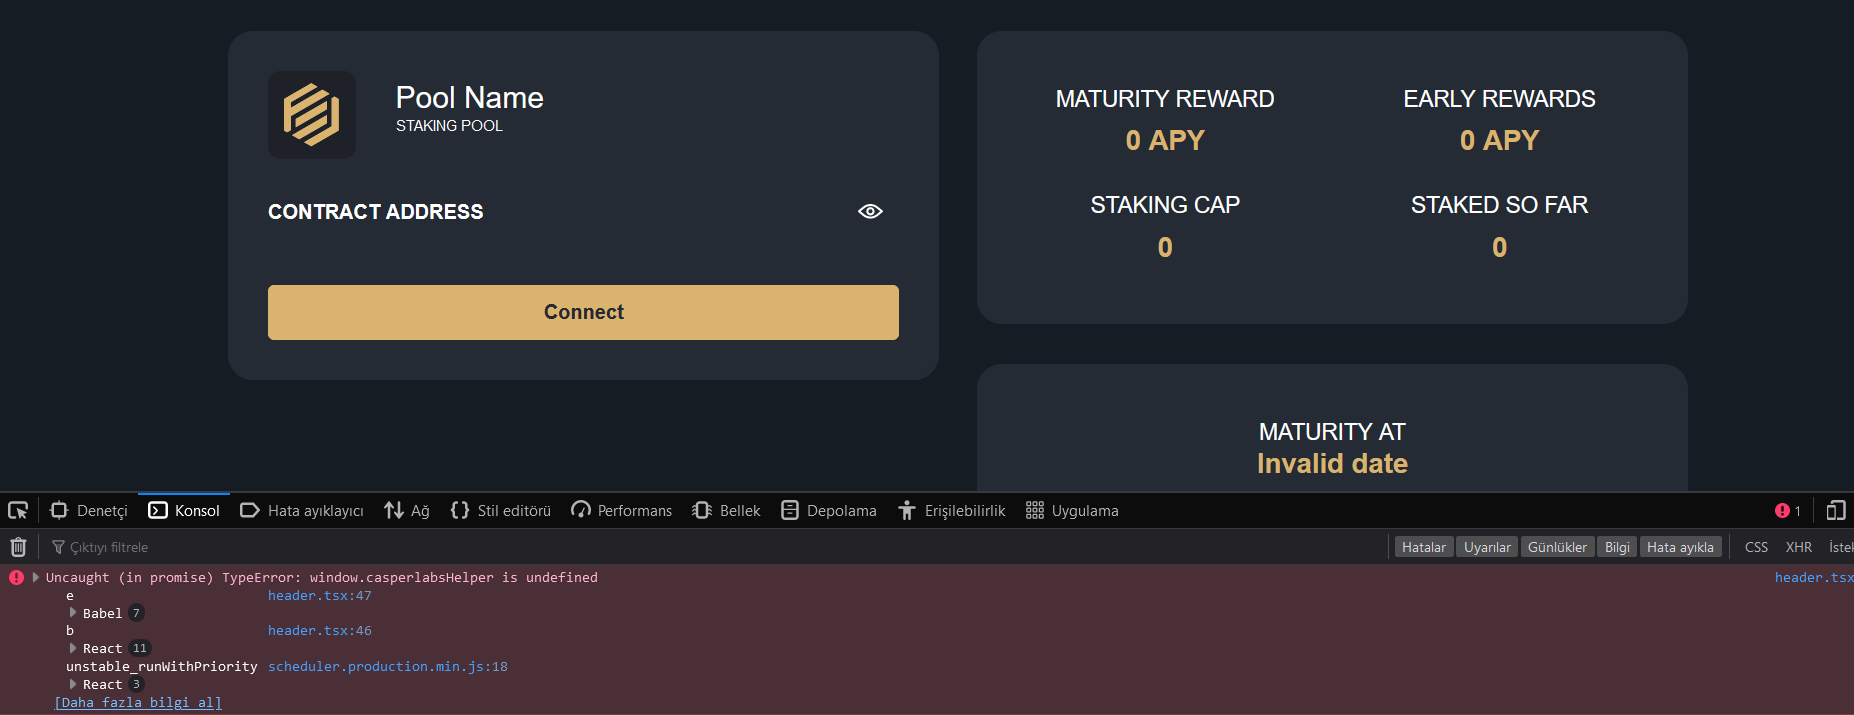 Pool Name
STAKING POOL
CONTRACT ADDRESS
Connect
MATURITY REWARD
0 APY
EARLY REWARDS
0 APY
STAKING CAP
0
STAKED SO FAR
0
MATURITY AT
Invalid date
Denetçi Konsol Hata ayıklayıcı Ağ Stil editörü Performans Bellek Depolama Erişilebilirlik Uygulama 1
Çıktıyı filtrele Hatalar Uyarılar Günlükler Bilgi Hata ayıkla CSS XHR İstek
Uncaught (in promise) TypeError: window.casperlabsHelper is undefined header.tsx
e header.tsx:47
Babel 7
b header.tsx:46
React 11
unstable_runWithPriority scheduler.production.min.js:18
React 3
[Daha fazla bilgi al]